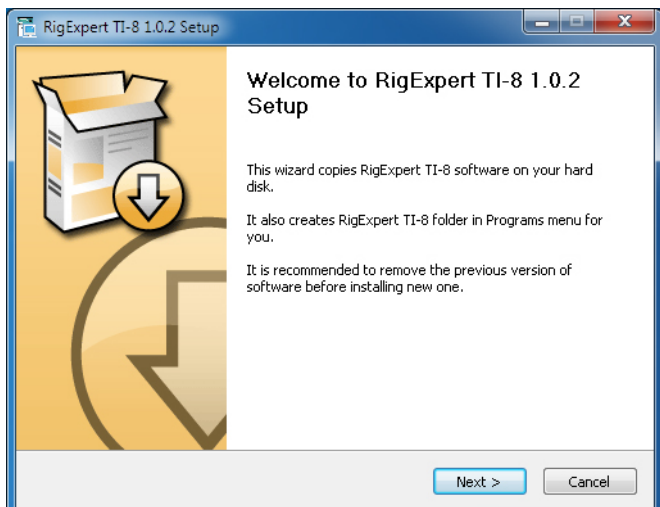 RigExpert TI-8 1.0.2 Setup
Welcome to RigExpert TI-8 1.0.2
Setup
This wizard copies RigExpert TI-8 software on your hard
disk.
It also creates RigExpert TI-8 folder in Programs menu for
you.
It is recommended to remove the previous version of
software before installing new one.
Next >
Cancel